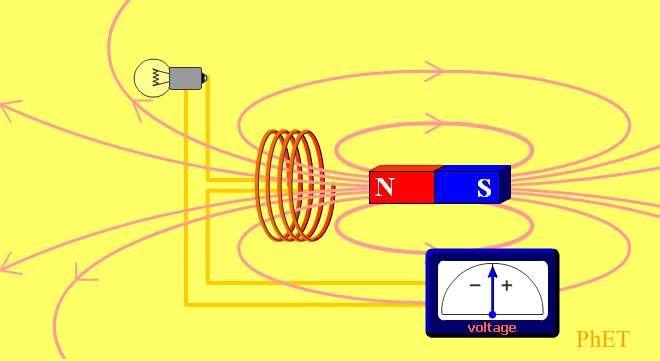 N S
− +
voltage
PhET